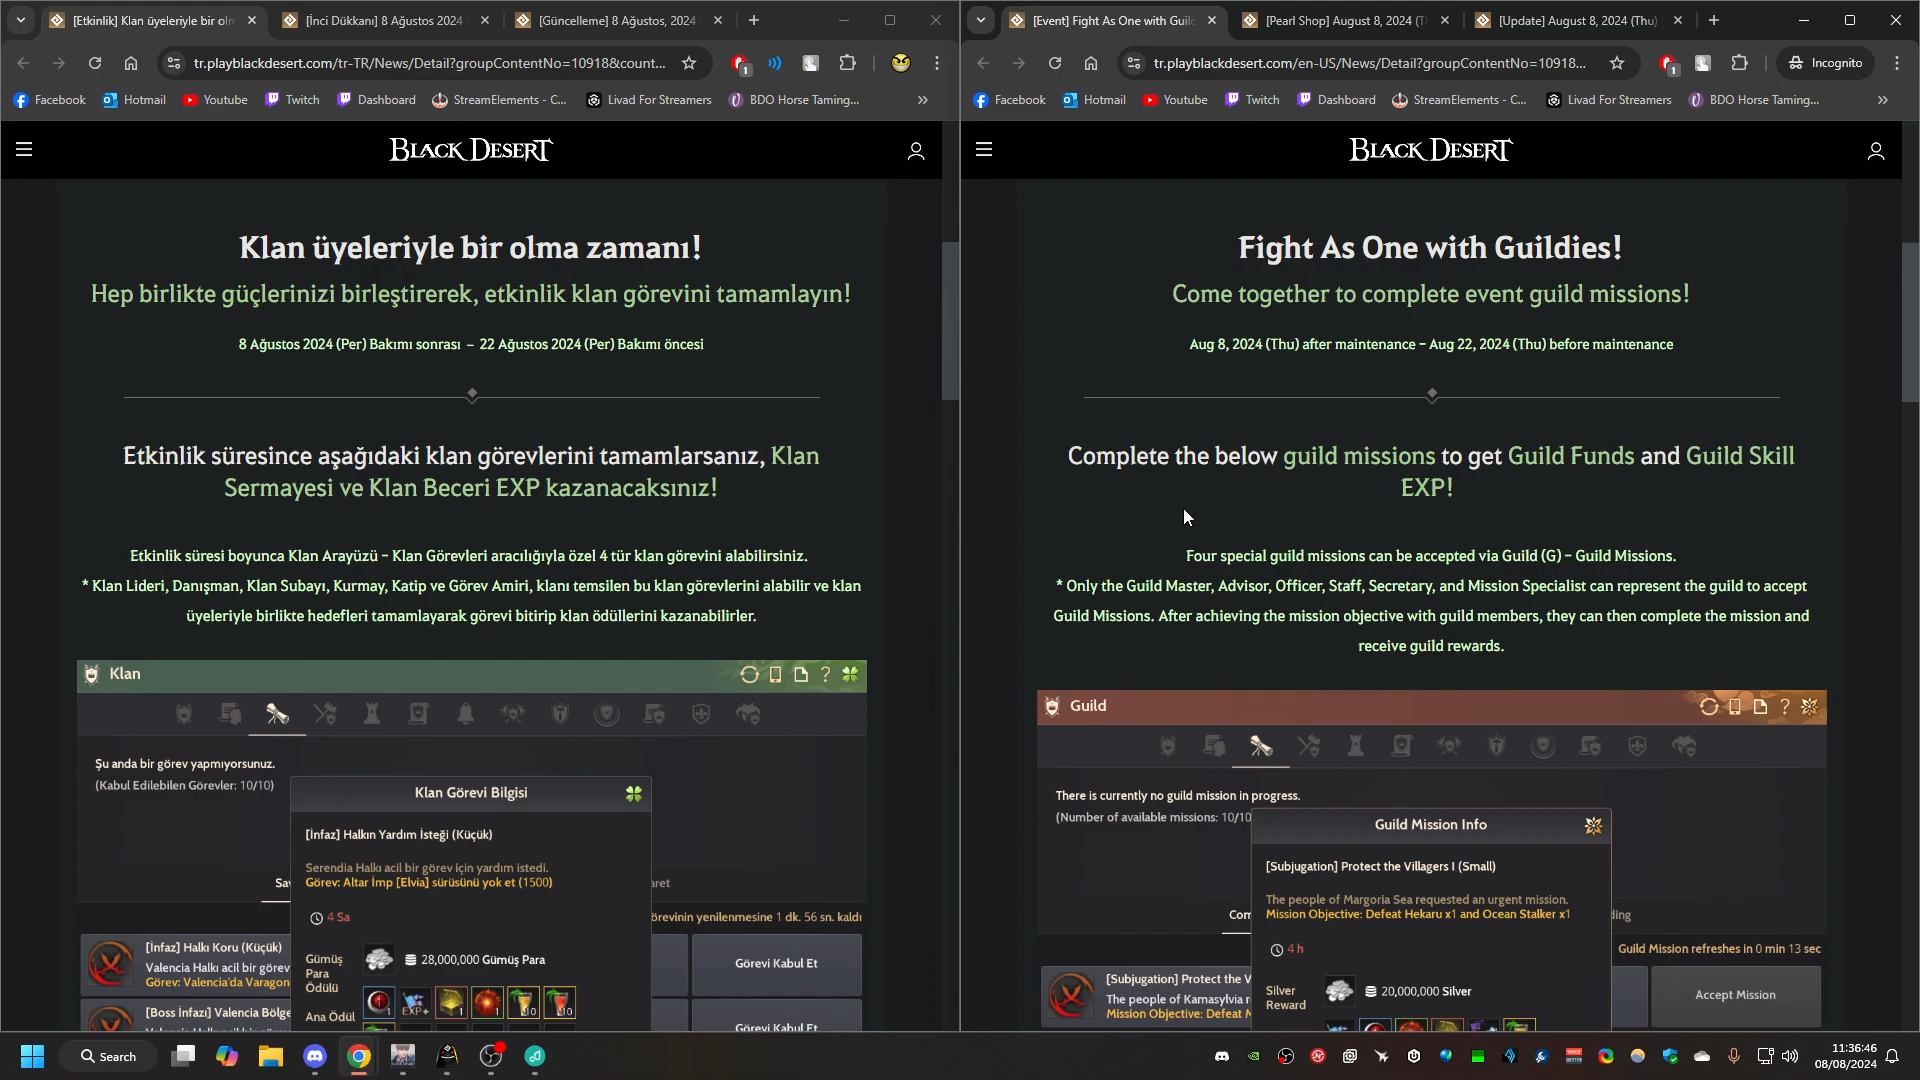 [Etkinlik] Klan üyeleriyle bir olm
[İnci Dükkanı] 8 Ağustos 2024
[Güncelleme] 8 Ağustos, 2024
tr.playblackdesert.com/tr-TR/News/Detail?groupContentNo=10918&count...
Facebook Hotmail Youtube Twitch Dashboard StreamElements - C... Livad For Streamers BDO Horse Taming... »
BLACK DESERT
Klan üyeleriyle bir olma zamanı!
Hep birlikte güçlerinizi birleştirerek, etkinlik klan görevini tamamlayın!
8 Ağustos 2024 (Per) Bakımı sonrası – 22 Ağustos 2024 (Per) Bakımı öncesi
Etkinlik süresince aşağıdaki klan görevlerini tamamlarsanız, Klan
Sermayesi ve Klan Beceri EXP kazanacaksınız!
Etkinlik süresi boyunca Klan Arayüzü – Klan Görevleri aracılığıyla özel 4 tür klan görevini alabilirsiniz.
* Klan Lideri, Danışman, Klan Subayı, Kurmay, Katip ve Görev Amiri, klanı temsilen bu klan görevlerini alabilir ve klan
üyeleriyle birlikte hedefleri tamamlayarak görevi bitirip klan ödüllerini kazanabilirler.
Klan
?
Şu anda bir görev yapmıyorsunuz.
(Kabul Edilebilen Görevler: 10/10)
Klan Görevi Bilgisi
[İnfaz] Halkın Yardım İsteği (Küçük)
Serendia Halkı acil bir görev için yardım istedi.
Görev: Altar İmp [Elvia] sürüsünü yok et (1500)
Sa
aret
4 Sa
örevinin yenilenmesine 1 dk. 56 sn. kaldı
[İnfaz] Halkı Koru (Küçük)
Valencia Halkı acil bir görev
Görev: Valencia'da Varagon
Gümüş
Para
Ödülü
28,000,000 Gümüş Para
Görevi Kabul Et
Ana Ödül
1 EXP+ 1 1 10 10
[Boss İnfazı] Valencia Bölge
Görevi Kabul Et
[Event] Fight As One with Guild
[Pearl Shop] August 8, 2024 (T
[Update] August 8, 2024 (Thu)
tr.playblackdesert.com/en-US/News/Detail?groupContentNo=10918...
Incognito
Facebook Hotmail Youtube Twitch Dashboard StreamElements - C... Livad For Streamers BDO Horse Taming... »
BLACK DESERT
Fight As One with Guildies!
Come together to complete event guild missions!
Aug 8, 2024 (Thu) after maintenance – Aug 22, 2024 (Thu) before maintenance
Complete the below guild missions to get Guild Funds and Guild Skill
EXP!
Four special guild missions can be accepted via Guild (G) – Guild Missions.
* Only the Guild Master, Advisor, Officer, Staff, Secretary, and Mission Specialist can represent the guild to accept
Guild Missions. After achieving the mission objective with guild members, they can then complete the mission and
receive guild rewards.
Guild
?
There is currently no guild mission in progress.
(Number of available missions: 10/10
Guild Mission Info
[Subjugation] Protect the Villagers I (Small)
The people of Margoria Sea requested an urgent mission.
Mission Objective: Defeat Hekaru x1 and Ocean Stalker x1
Com
ding
4 h
Guild Mission refreshes in 0 min 13 sec
[Subjugation] Protect the V
The people of Kamasylvia r
Mission Objective: Defeat M
Silver
Reward
20,000,000 Silver
Accept Mission
Search
11:36:46
08/08/2024